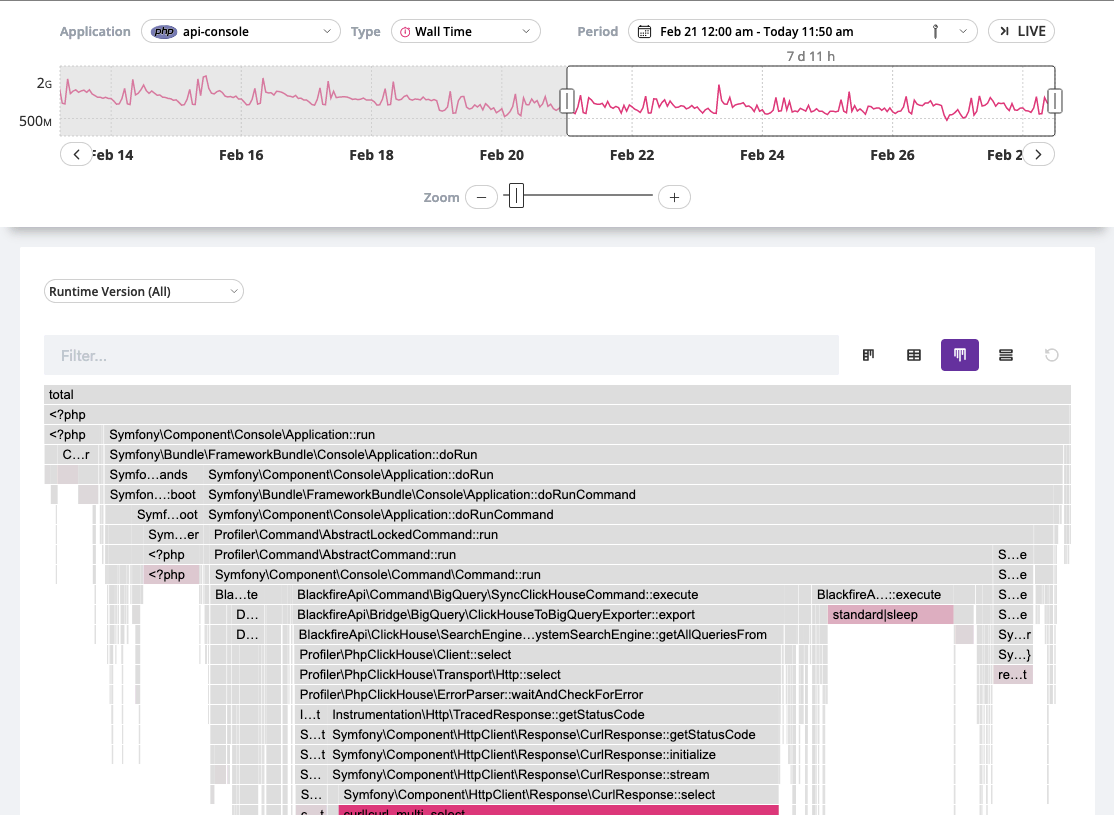 Application php api-console Type Wall Time Period Feb 21 12:00 am - Today 11:50 am LIVE
7 d 11 h
2G
500M
Feb 14 Feb 16 Feb 18 Feb 20 Feb 22 Feb 24 Feb 26 Feb 2
Zoom
Runtime Version (All)
Filter...
total
<?php
<?php Symfony\Component\Console\Application::run
C…r Symfony\Bundle\FrameworkBundle\Console\Application::doRun
Symfo…ands Symfony\Component\Console\Application::doRun
Symfon…:boot Symfony\Bundle\FrameworkBundle\Console\Application::doRunCommand
Symf…oot Symfony\Component\Console\Application::doRunCommand
Sym…er Profiler\Command\AbstractLockedCommand::run
<?php Profiler\Command\AbstractCommand::run S…e
<?php Symfony\Component\Console\Command\Command::run S…e
Bla…te BlackfireApi\Command\BigQuery\SyncClickHouseCommand::execute BlackfireA…::execute S…e
D… BlackfireApi\Bridge\BigQuery\ClickHouseToBigQueryExporter::export standard|sleep S…e
D… BlackfireApi\ClickHouse\SearchEngine…ystemSearchEngine::getAllQueriesFrom Sy…r
Profiler\PhpClickHouse\Client::select Sy…}
Profiler\PhpClickHouse\Transport\Http::select re…t
Profiler\PhpClickHouse\ErrorParser::waitAndCheckForError
I…t Instrumentation\Http\TracedResponse::getStatusCode
S…t Symfony\Component\HttpClient\Response\CurlResponse::getStatusCode
S…t Symfony\Component\HttpClient\Response\CurlResponse::initialize
S… Symfony\Component\HttpClient\Response\CurlResponse::stream
S… Symfony\Component\HttpClient\Response\CurlResponse::select
c…t curl|curl_multi_select